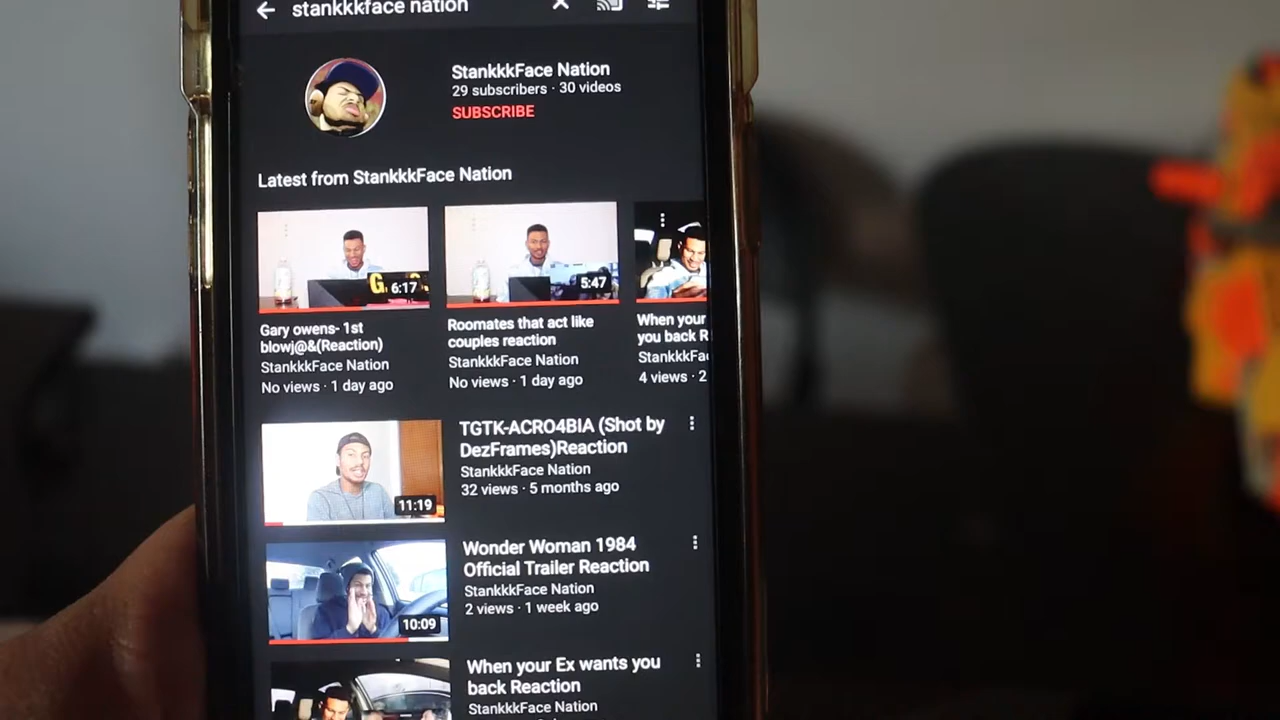 stankkkface nation
StankkkFace Nation
29 subscribers · 30 videos
SUBSCRIBE
Latest from StankkkFace Nation
G
6:17
5:47
Gary owens- 1st
blowj@&(Reaction)
StankkkFace Nation
No views · 1 day ago
Roomates that act like
couples reaction
StankkkFace Nation
No views · 1 day ago
When your
you back R
StankkkFac
4 views · 2
11:19
TGTK-ACRO4BIA (Shot by
DezFrames)Reaction
StankkkFace Nation
32 views · 5 months ago
10:09
Wonder Woman 1984
Official Trailer Reaction
StankkkFace Nation
2 views · 1 week ago
When your Ex wants you
back Reaction
StankkkFace Nation